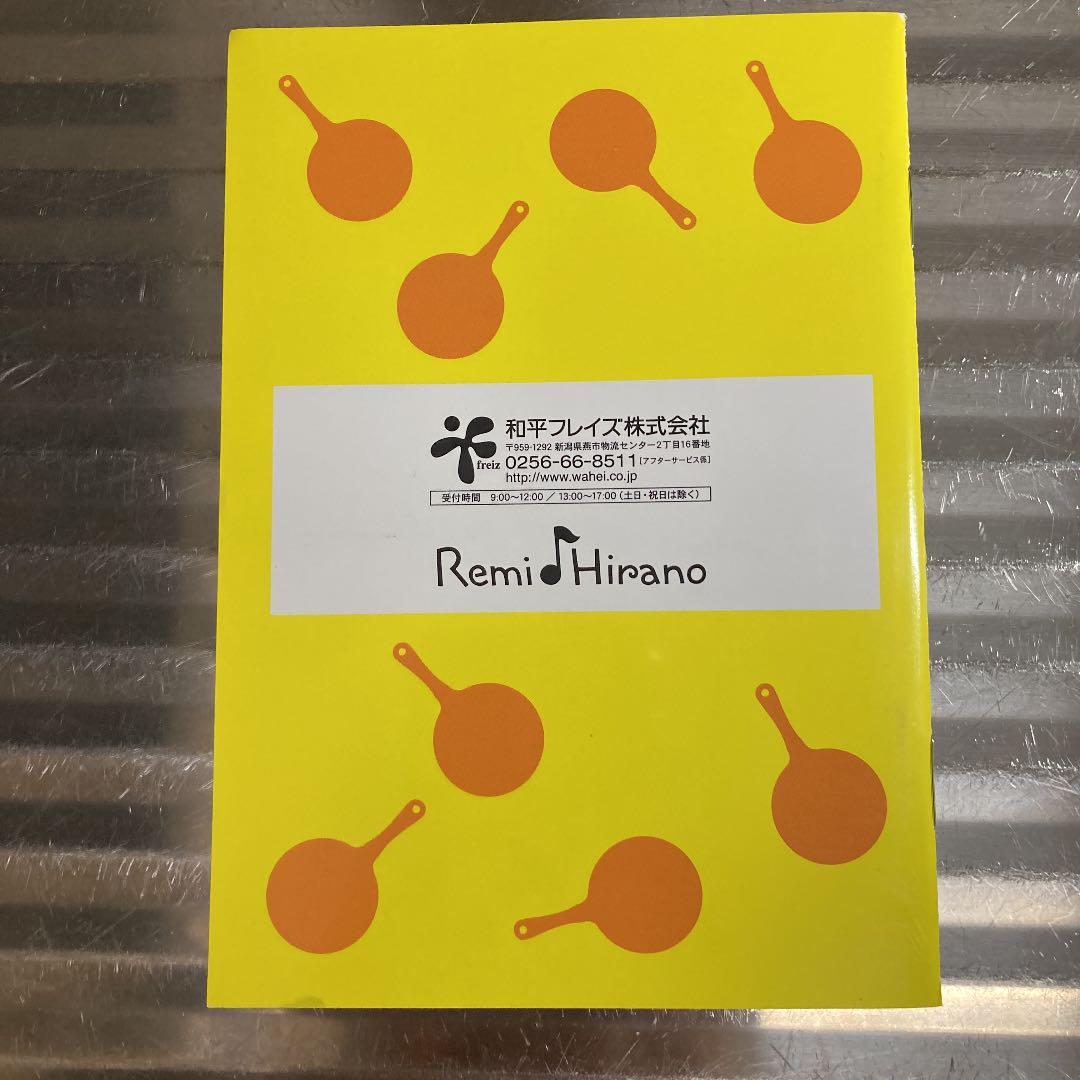 和平フレイズ株式会社
〒959-1292 新潟県燕市物流センター2丁目16番地
freiz 0256-66-8511［アフターサービス係］
http://www.wahei.co.jp
受付時間 9:00〜12:00 ／ 13:00〜17:00（土日・祝日は除く）
Remi Hirano